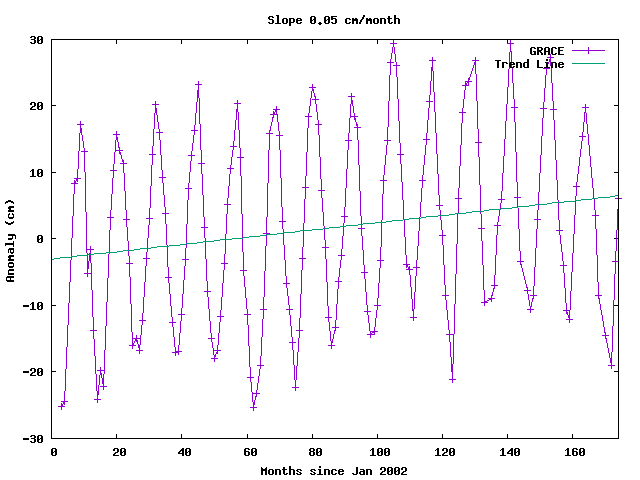 Slope 0.05 cm/month
GRACE
Trend Line
30
20
10
0
-10
-20
-30
Anomaly (cm)
0 20 40 60 80 100 120 140 160
Months since Jan 2002